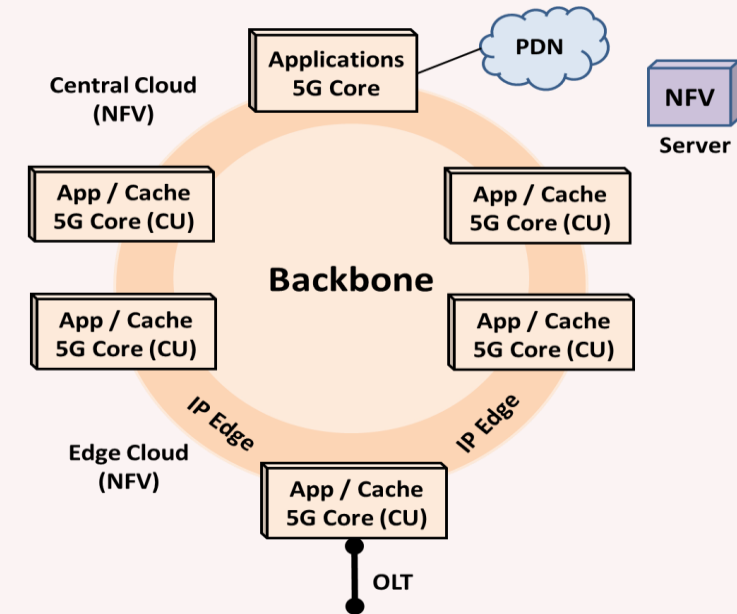 Applications
5G Core
PDN
Central Cloud
(NFV)
NFV
Server
App / Cache
5G Core (CU)
App / Cache
5G Core (CU)
Backbone
App / Cache
5G Core (CU)
App / Cache
5G Core (CU)
IP Edge
IP Edge
Edge Cloud
(NFV)
App / Cache
5G Core (CU)
OLT